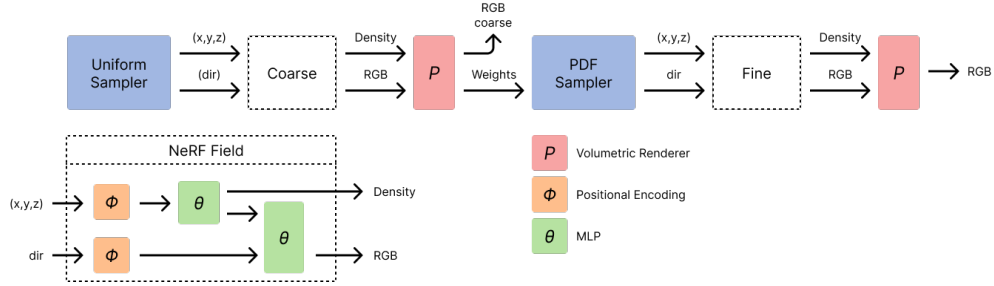 Uniform
Sampler
(x,y,z)
(dir)
Coarse
Density
RGB
P
RGB
coarse
Weights
PDF
Sampler
(x,y,z)
dir
Fine
Density
RGB
P
RGB
NeRF Field
(x,y,z)
Φ
θ
Density
dir
Φ
θ
RGB
P Volumetric Renderer
Φ Positional Encoding
θ MLP